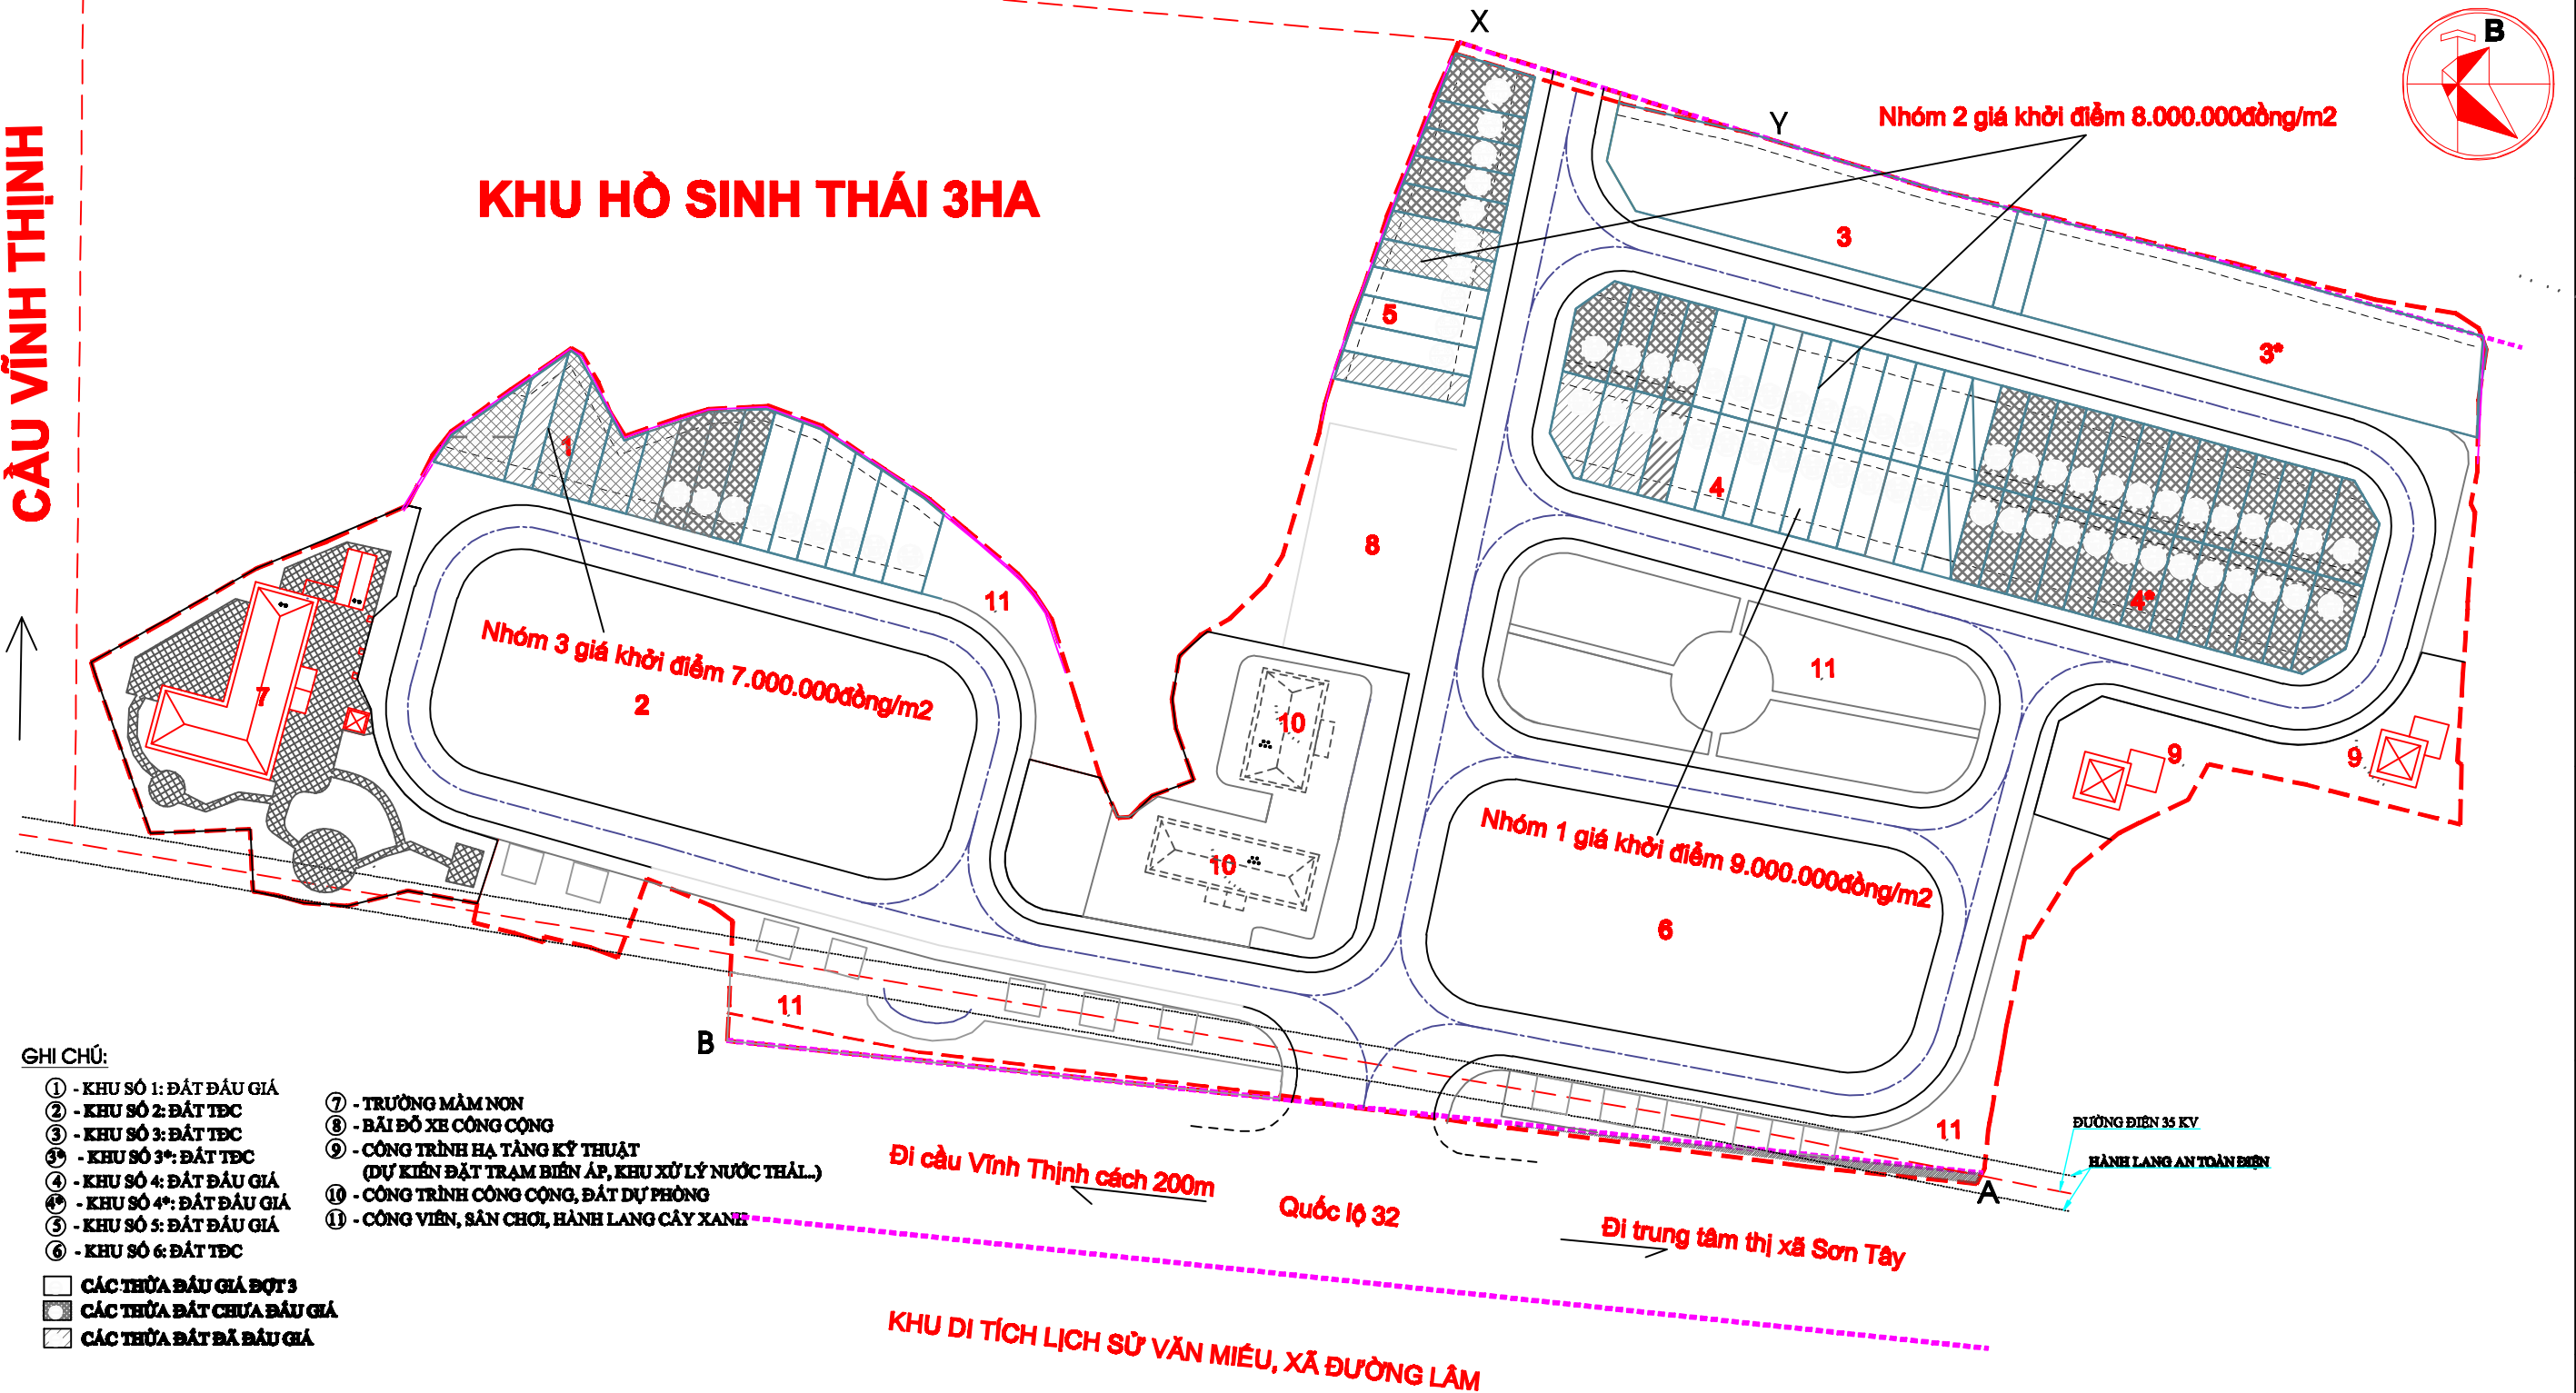 X
B
Y
Nhóm 2 giá khởi điểm 8.000.000đồng/m2
CẦU VĨNH THỊNH
KHU HỒ SINH THÁI 3HA
3
5
3*
1
4
8
4*
11
11
7
Nhóm 3 giá khởi điểm 7.000.000đồng/m2
2
10
9
9
Nhóm 1 giá khởi điểm 9.000.000đồng/m2
10
6
11
B
11
A
ĐƯỜNG ĐIỆN 35 KV
HÀNH LANG AN TOÀN ĐIỆN
Đi cầu Vĩnh Thịnh cách 200m
Quốc lộ 32
Đi trung tâm thị xã Sơn Tây
KHU DI TÍCH LỊCH SỬ VĂN MIẾU, XÃ ĐƯỜNG LÂM
GHI CHÚ:
1 - KHU SỐ 1: ĐẤT ĐẤU GIÁ
2 - KHU SỐ 2: ĐẤT TĐC
3 - KHU SỐ 3: ĐẤT TĐC
3* - KHU SỐ 3*: ĐẤT TĐC
4 - KHU SỐ 4: ĐẤT ĐẤU GIÁ
4* - KHU SỐ 4*: ĐẤT ĐẤU GIÁ
5 - KHU SỐ 5: ĐẤT ĐẤU GIÁ
6 - KHU SỐ 6: ĐẤT TĐC
7 - TRƯỜNG MẦM NON
8 - BÃI ĐỖ XE CÔNG CỘNG
9 - CÔNG TRÌNH HẠ TẦNG KỸ THUẬT
(DỰ KIẾN ĐẶT TRẠM BIẾN ÁP, KHU XỬ LÝ NƯỚC THẢI...)
10 - CÔNG TRÌNH CÔNG CỘNG, ĐẤT DỰ PHÒNG
11 - CÔNG VIÊN, SÂN CHƠI, HÀNH LANG CÂY XANH
CÁC THỬA ĐẤU GIÁ ĐỢT 3
CÁC THỬA ĐẤT CHƯA ĐẤU GIÁ
CÁC THỬA ĐẤT ĐÃ ĐẤU GIÁ